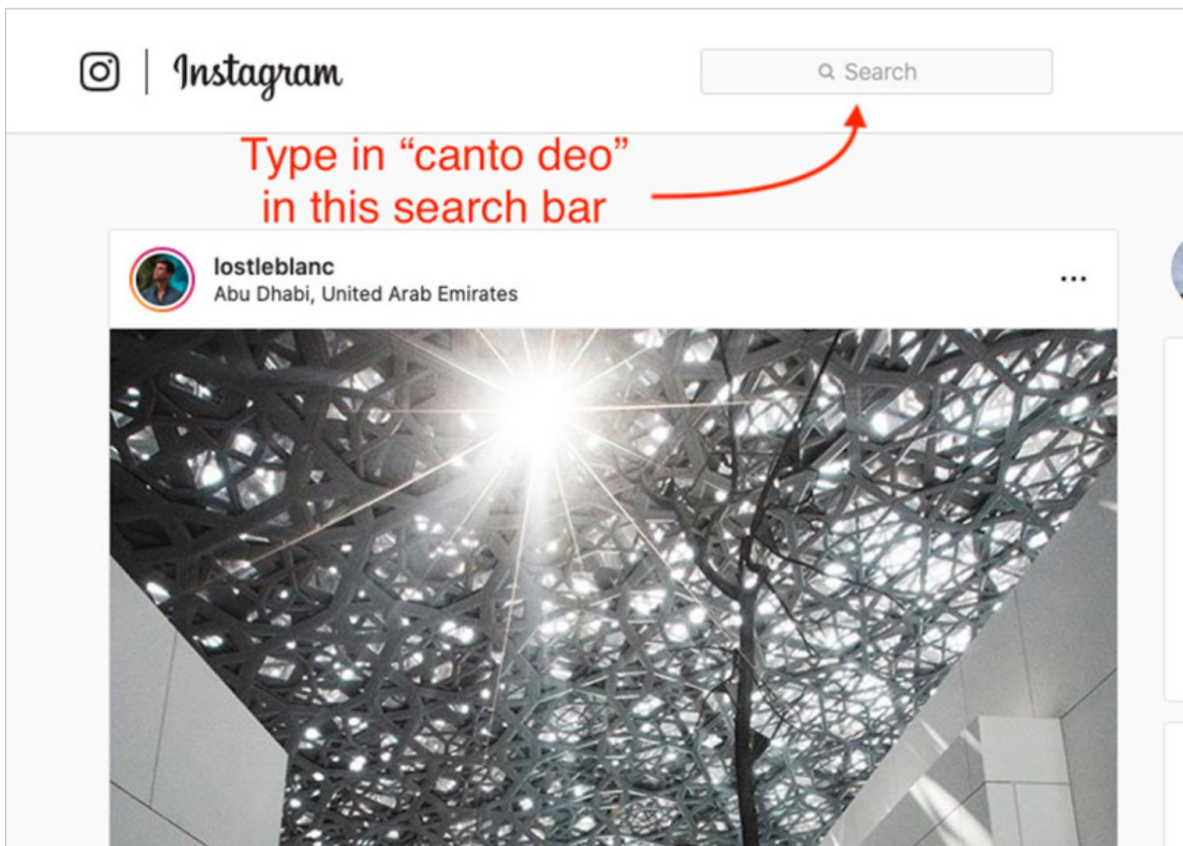 Instagram
Search
Type in “canto deo”
in this search bar
lostleblanc
Abu Dhabi, United Arab Emirates